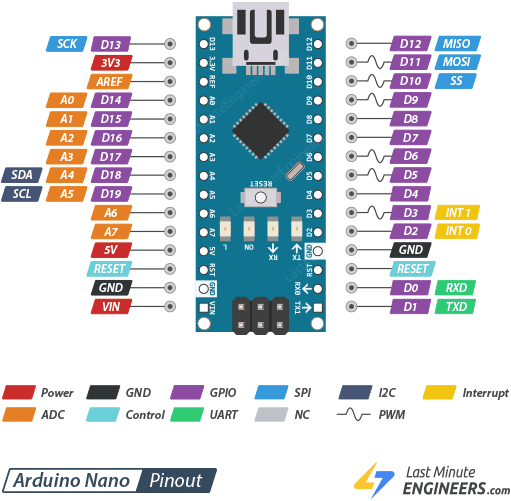 SCK D13
3V3
AREF
A0 D14
A1 D15
A2 D16
A3 D17
SDA A4 D18
SCL A5 D19
A6
A7
5V
RESET
GND
VIN
D13
3.3V
REF
A0
A1
A2
A3
A4
A5
A6
A7
5V
RST
GND
VIN
RESET
L
ON
RX
TX
D12
D11
D10
D9
D8
D7
D6
D5
D4
D3
D2
GND
RST
RX0
TX1
D12 MISO
D11 MOSI
D10 SS
D9
D8
D7
D6
D5
D4
D3 INT 1
D2 INT 0
GND
RESET
D0 RXD
D1 TXD
Power GND GPIO SPI I2C Interrupt
ADC Control UART NC PWM
Arduino Nano Pinout
Last Minute
ENGINEERS.com